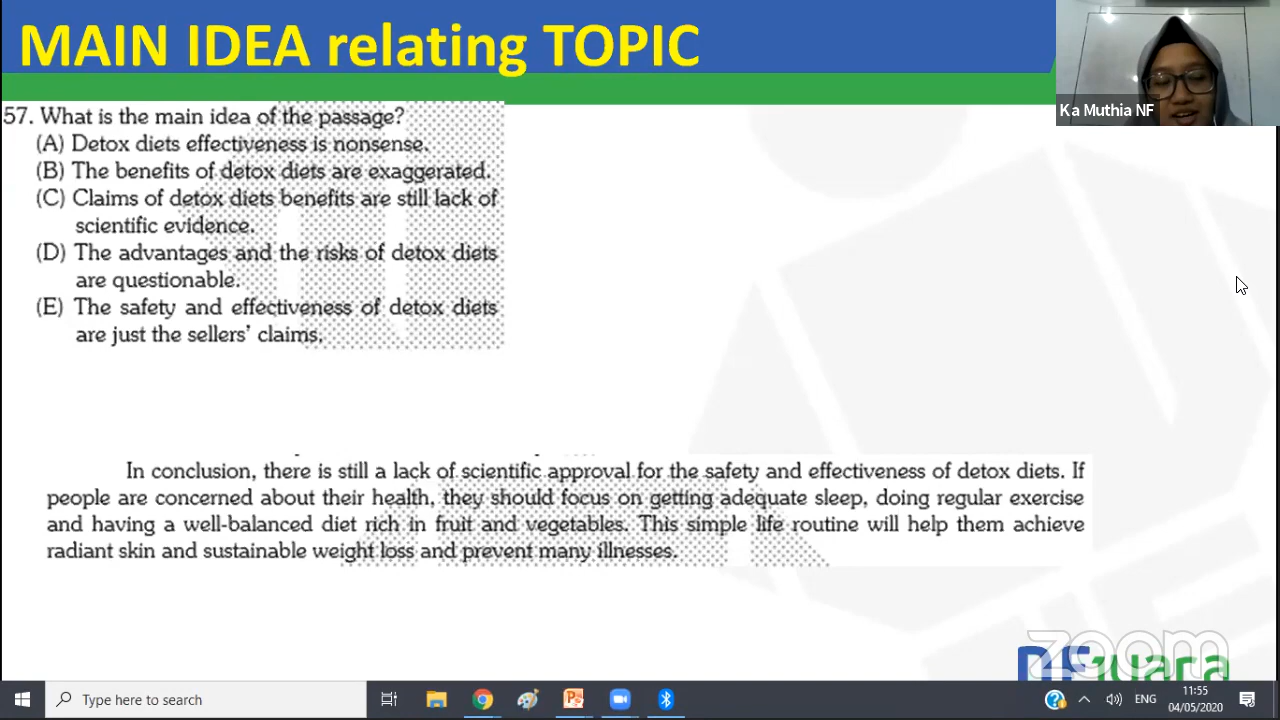 MAIN IDEA relating TOPIC
Ka Muthia NF
57. What is the main idea of the passage?
(A) Detox diets effectiveness is nonsense.
(B) The benefits of detox diets are exaggerated.
(C) Claims of detox diets benefits are still lack of
scientific evidence.
(D) The advantages and the risks of detox diets
are questionable.
(E) The safety and effectiveness of detox diets
are just the sellers' claims.
In conclusion, there is still a lack of scientific approval for the safety and effectiveness of detox diets. If
people are concerned about their health, they should focus on getting adequate sleep, doing regular exercise
and having a well-balanced diet rich in fruit and vegetables. This simple life routine will help them achieve
radiant skin and sustainable weight loss and prevent many illnesses.
zoom
Type here to search
ENG
11:55
04/05/2020